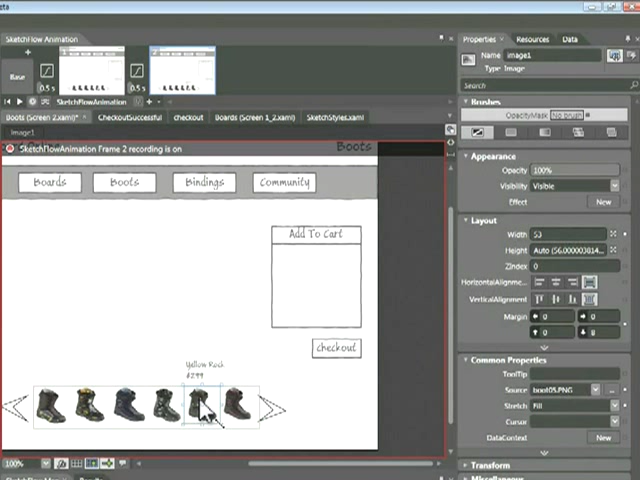 SketchFlow Animation
Base
0.5 s
0.5 s
SketchFlowAnimation
Boots (Screen 2.xaml)*
CheckoutSuccessful
checkout
Boards (Screen 1_2.xaml)
SketchStyles.xaml
Image1
SketchFlowAnimation Frame 2 recording is on
Boots
Boards
Boots
Bindings
Community
Add To Cart
checkout
Yellow Rock
$299
100%
Properties
Resources
Data
Name
image1
Type Image
Search
Brushes
OpacityMask No brush
Appearance
Opacity
100%
Visibility
Visible
Effect
New
Layout
Width
53
Height
Auto (56.000003814...
ZIndex
0
HorizontalAlignme...
VerticalAlignment
Margin
0
0
0
8
Common Properties
ToolTip
Source
boot05.PNG
Stretch
Fill
Cursor
DataContext
New
Transform
Miscellaneous